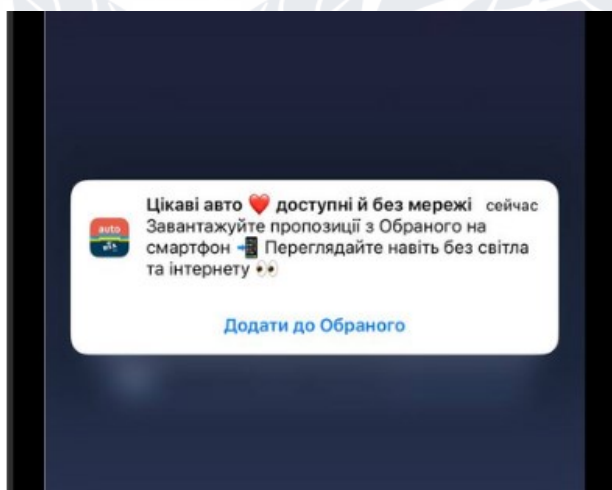 Цікаві авто ❤️ доступні й без мережі сейчас
auto
Завантажуйте пропозиції з Обраного на
смартфон 📲 Переглядайте навіть без світла
та інтернету 👀
Додати до Обраного